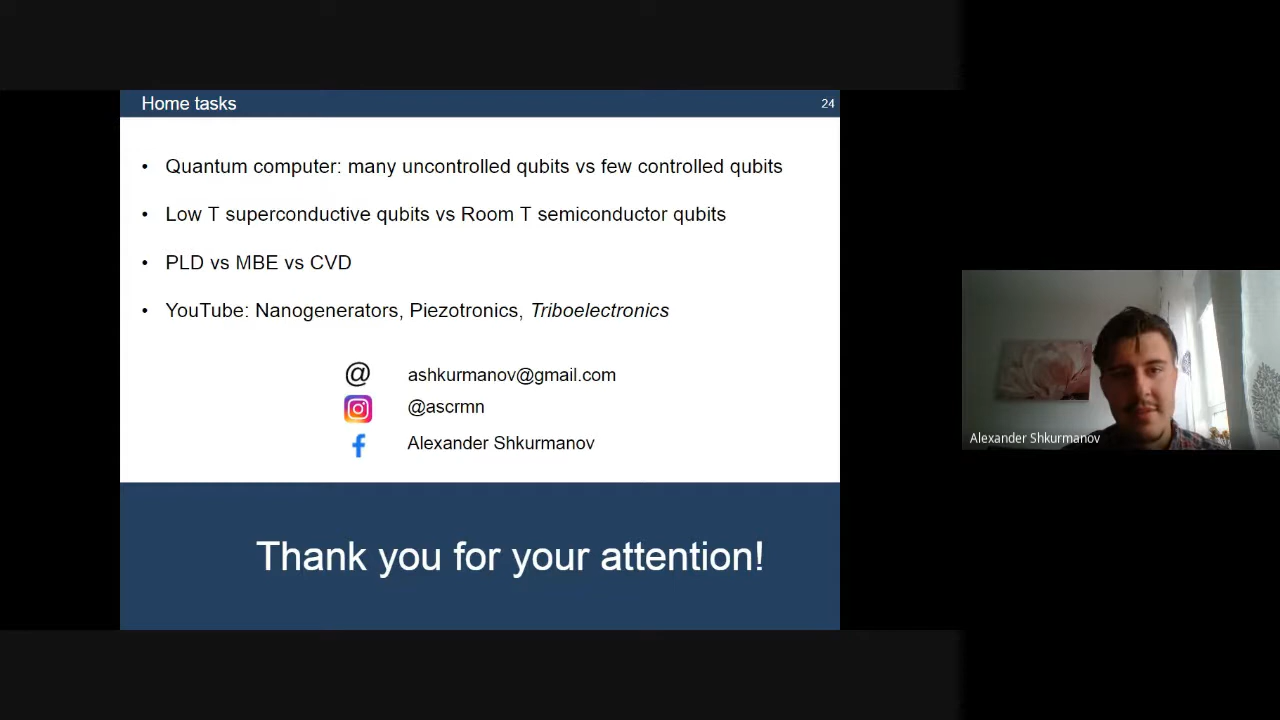 Home tasks
24
• Quantum computer: many uncontrolled qubits vs few controlled qubits
• Low T superconductive qubits vs Room T semiconductor qubits
• PLD vs MBE vs CVD
• YouTube: Nanogenerators, Piezotronics, Triboelectronics
@ ashkurmanov@gmail.com
@ascrmn
f Alexander Shkurmanov
Thank you for your attention!
Alexander Shkurmanov